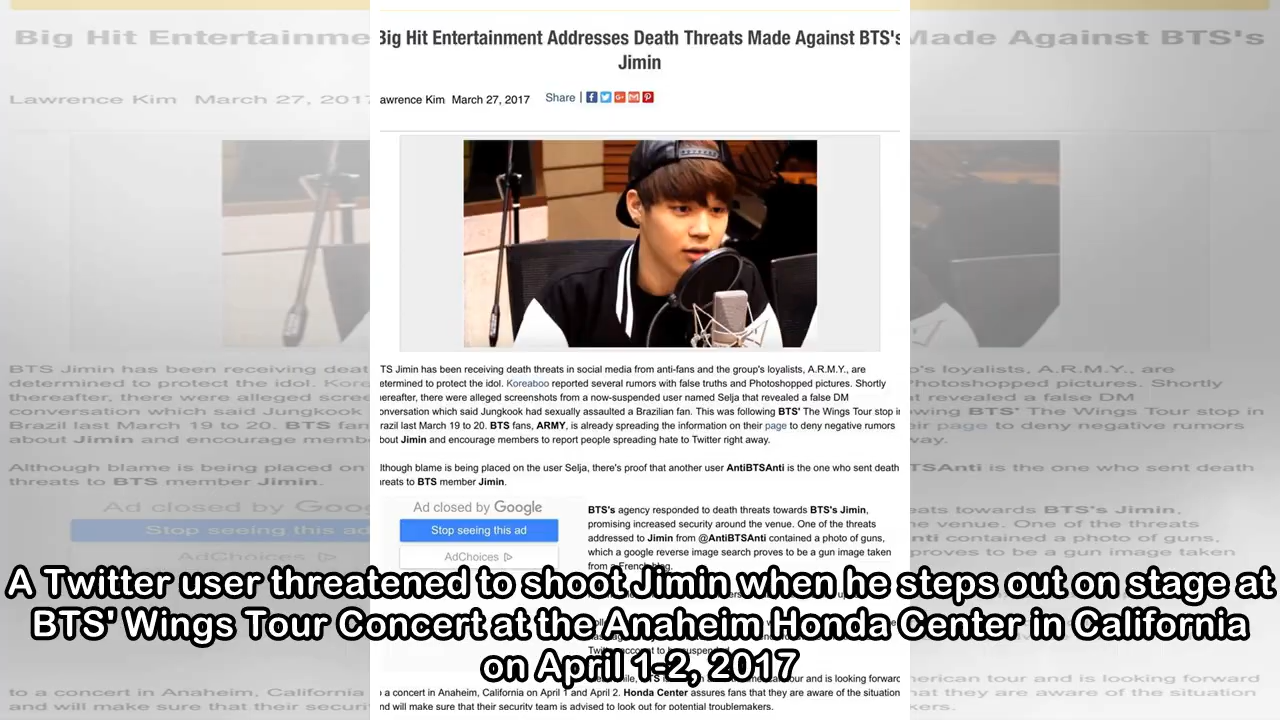 Big Hit Entertainment Addresses Death Threats Made Against BTS's
Jimin
awrence Kim March 27, 2017 Share |
TS Jimin has been receiving death threats in social media from anti-fans and the group's loyalists, A.R.M.Y., are
etermined to protect the idol. Koreaboo reported several rumors with false truths and Photoshopped pictures. Shortly
hereafter, there were alleged screenshots from a now-suspended user named Selja that revealed a false DM
onversation which said Jungkook had sexually assaulted a Brazilian fan. This was following BTS' The Wings Tour stop in
razil last March 19 to 20. BTS fans, ARMY, is already spreading the information on their page to deny negative rumors
bout Jimin and encourage members to report people spreading hate to Twitter right away.
lthough blame is being placed on the user Selja, there's proof that another user AntiBTSAnti is the one who sent death
hreats to BTS member Jimin.
Ad closed by Google
Stop seeing this ad
AdChoices
BTS's agency responded to death threats towards BTS's Jimin,
promising increased security around the venue. One of the threats
addressed to Jimin from @AntiBTSAnti contained a photo of guns,
which a google reverse image search proves to be a gun image taken
from a French blog.
A Twitter user threatened to shoot Jimin when he steps out on stage at
BTS' Wings Tour Concert at the Anaheim Honda Center in California
on April 1-2, 2017
a concert in Anaheim, California on April 1 and April 2. Honda Center assures fans that they are aware of the situation
nd will make sure that their security team is advised to look out for potential troublemakers.